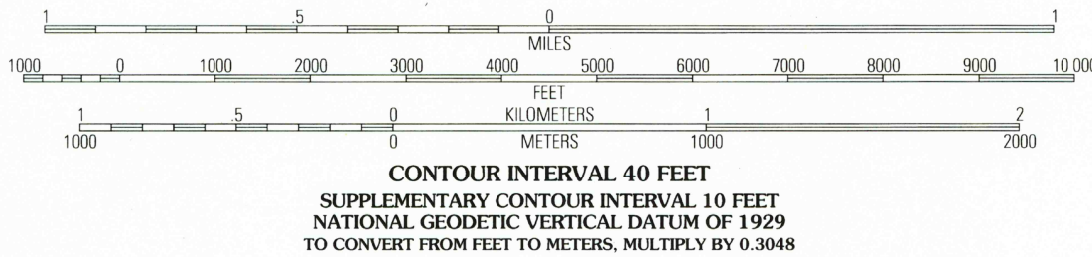 1 .5 0 1
MILES
1000 0 1000 2000 3000 4000 5000 6000 7000 8000 9000 10 000
FEET
1 .5 0 KILOMETERS 1 2
1000 0 METERS 1000 2000
CONTOUR INTERVAL 40 FEET
SUPPLEMENTARY CONTOUR INTERVAL 10 FEET
NATIONAL GEODETIC VERTICAL DATUM OF 1929
TO CONVERT FROM FEET TO METERS, MULTIPLY BY 0.3048